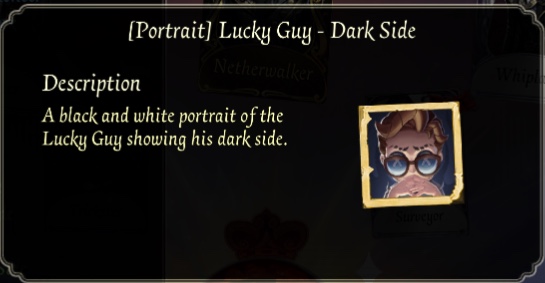 [Portrait] Lucky Guy - Dark Side
Netherwalker
Description
A black and white portrait of the
Lucky Guy showing his dark side.
Surveyor